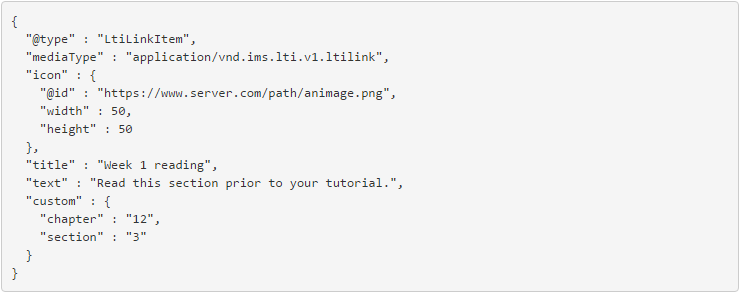 {
  "@type" : "LtiLinkItem",
  "mediaType" : "application/vnd.ims.lti.v1.ltilink",
  "icon" : {
    "@id" : "https://www.server.com/path/animage.png",
    "width" : 50,
    "height" : 50
  },
  "title" : "Week 1 reading",
  "text" : "Read this section prior to your tutorial.",
  "custom" : {
    "chapter" : "12",
    "section" : "3"
  }
}